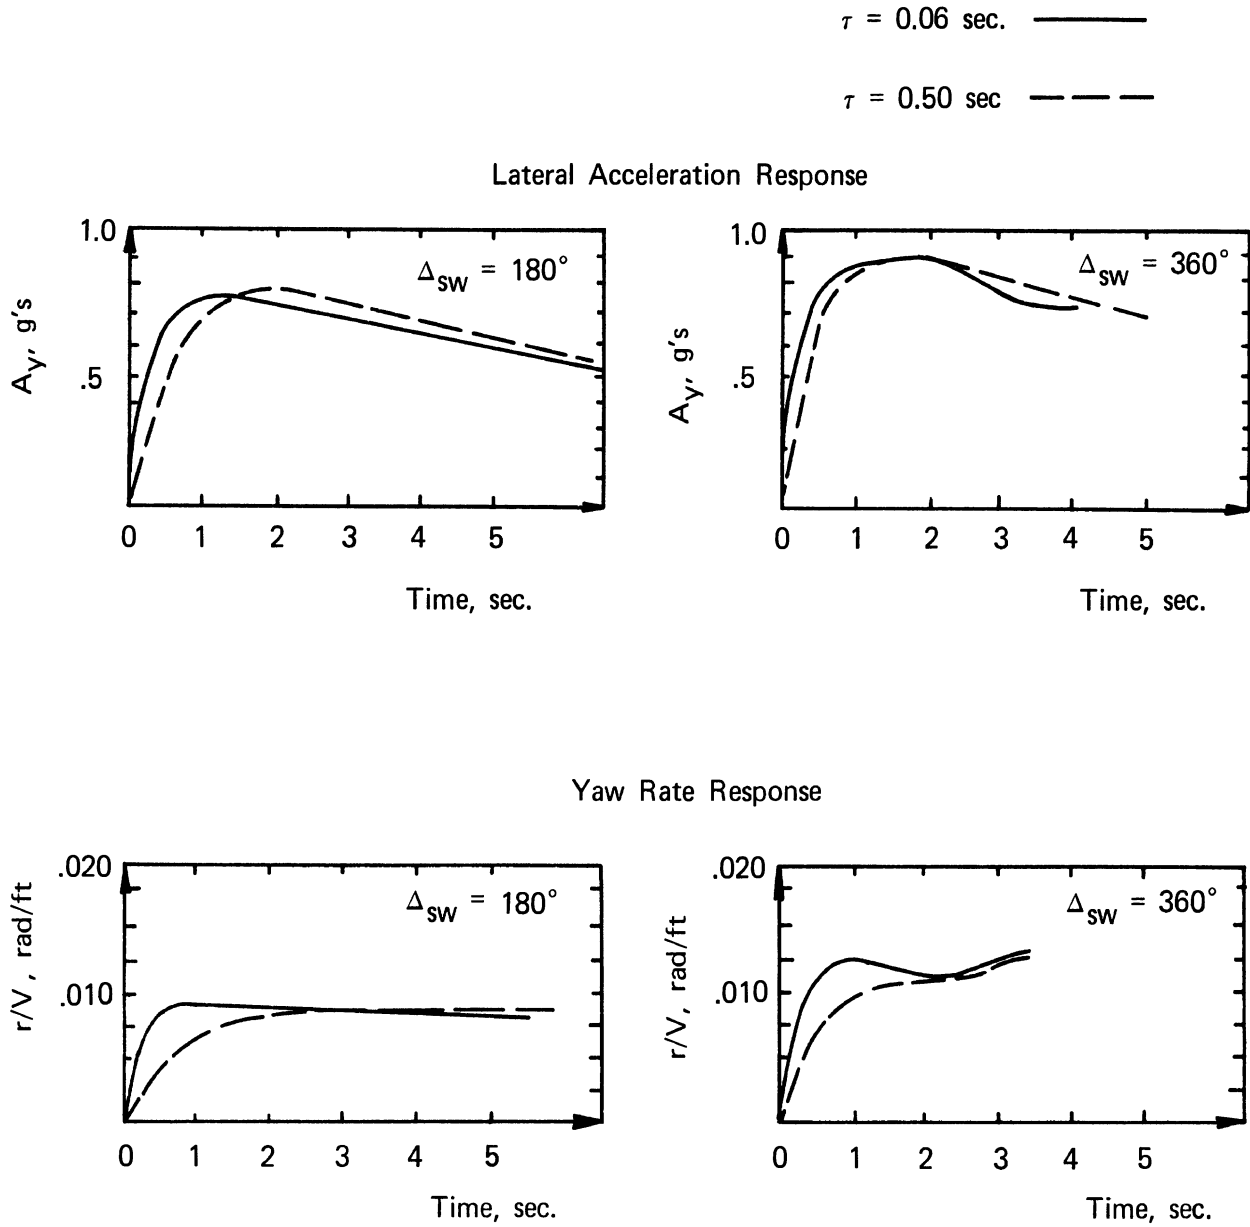 τ = 0.06 sec.
τ = 0.50 sec
Lateral Acceleration Response
1.0
.5
Ay, g's
Δsw = 180°
0 1 2 3 4 5
Time, sec.
1.0
.5
Ay, g's
Δsw = 360°
0 1 2 3 4 5
Time, sec.
Yaw Rate Response
.020
.010
r/V, rad/ft
Δsw = 180°
0 1 2 3 4 5
Time, sec.
.020
.010
r/V, rad/ft
Δsw = 360°
0 1 2 3 4 5
Time, sec.